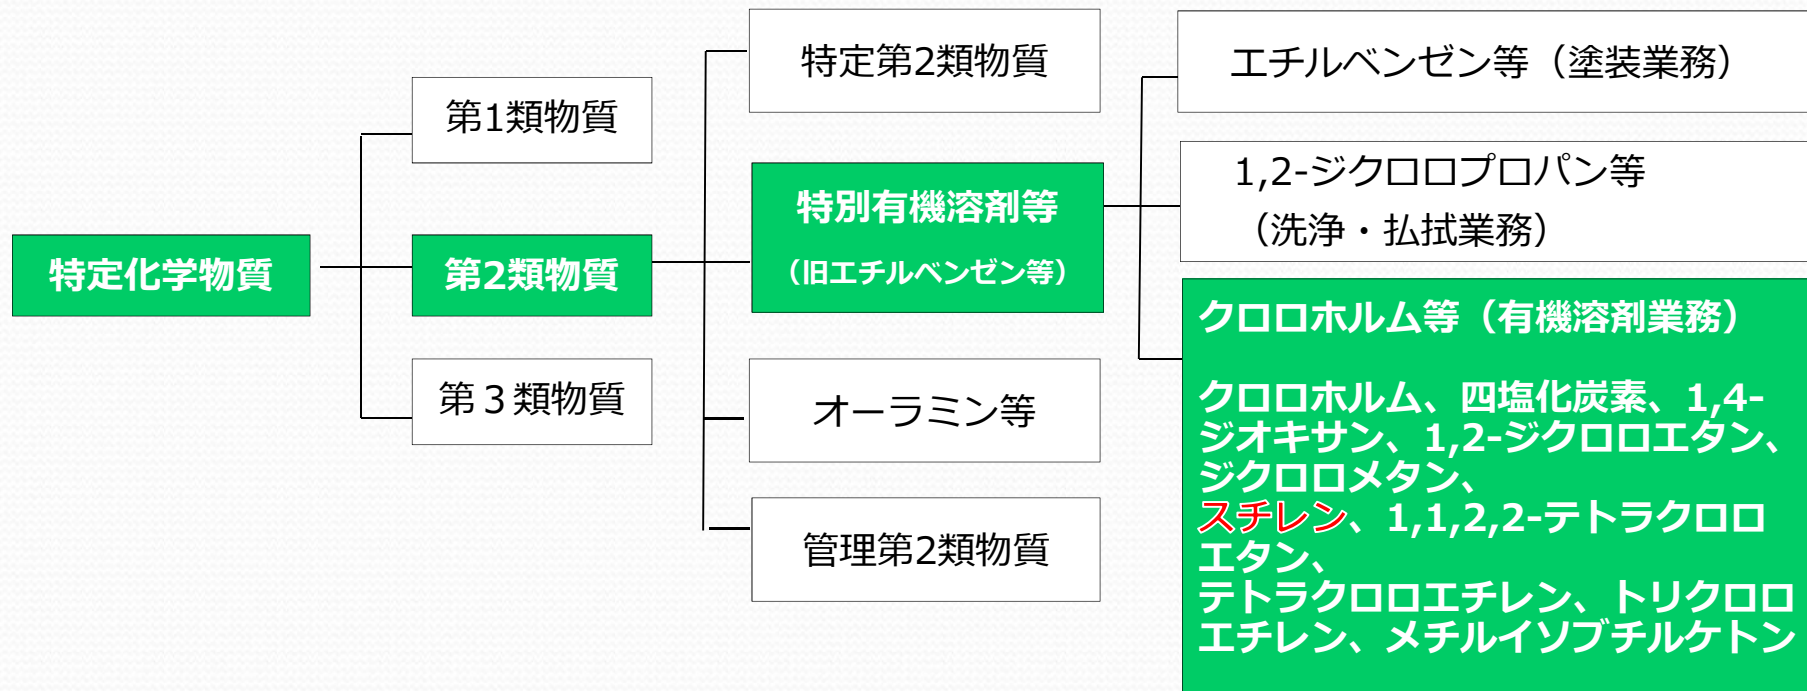 特定化学物質
第1類物質
第2類物質
第３類物質
特定第2類物質
特別有機溶剤等
（旧エチルベンゼン等）
オーラミン等
管理第2類物質
エチルベンゼン等（塗装業務）
1,2-ジクロロプロパン等
（洗浄・払拭業務）
クロロホルム等（有機溶剤業務）
クロロホルム、四塩化炭素、1,4-
ジオキサン、1,2-ジクロロエタン、
ジクロロメタン、
スチレン、1,1,2,2-テトラクロロ
エタン、
テトラクロロエチレン、トリクロロ
エチレン、メチルイソブチルケトン